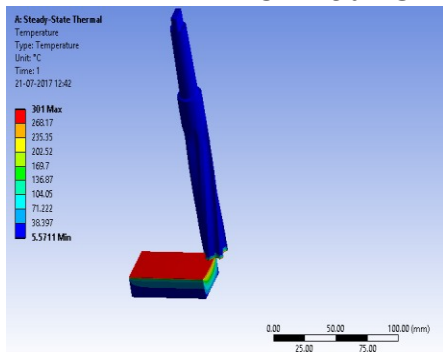 A: Steady-State Thermal
Temperature
Type: Temperature
Unit: °C
Time: 1
21-07-2017 12:42
301 Max
268.17
235.35
202.52
169.7
136.87
104.05
71.222
38.397
5.5711 Min
0.00 50.00 100.00 (mm)
25.00 75.00